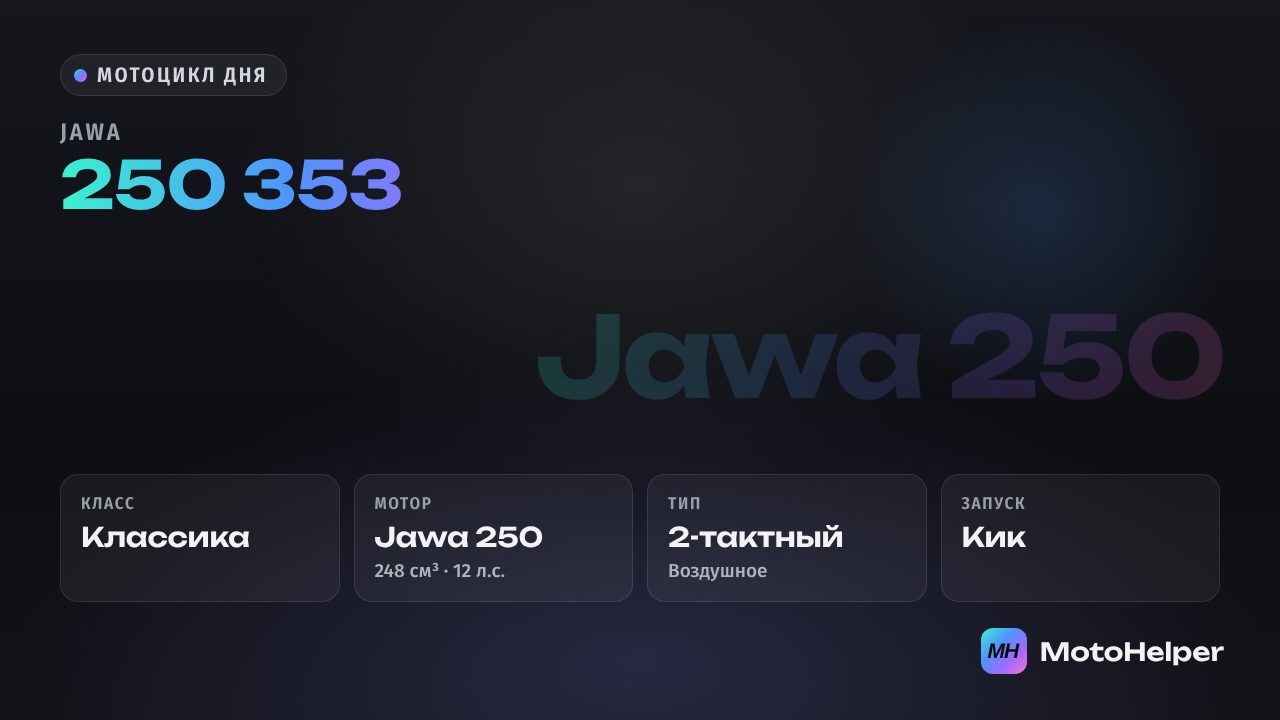 МОТОЦИКЛ ДНЯ
JAWA
250 353
Jawa 250
КЛАСС
Классика
МОТОР
Jawa 250
248 см³ · 12 л.с.
ТИП
2-тактный
Воздушное
ЗАПУСК
Кик
MH MotoHelper